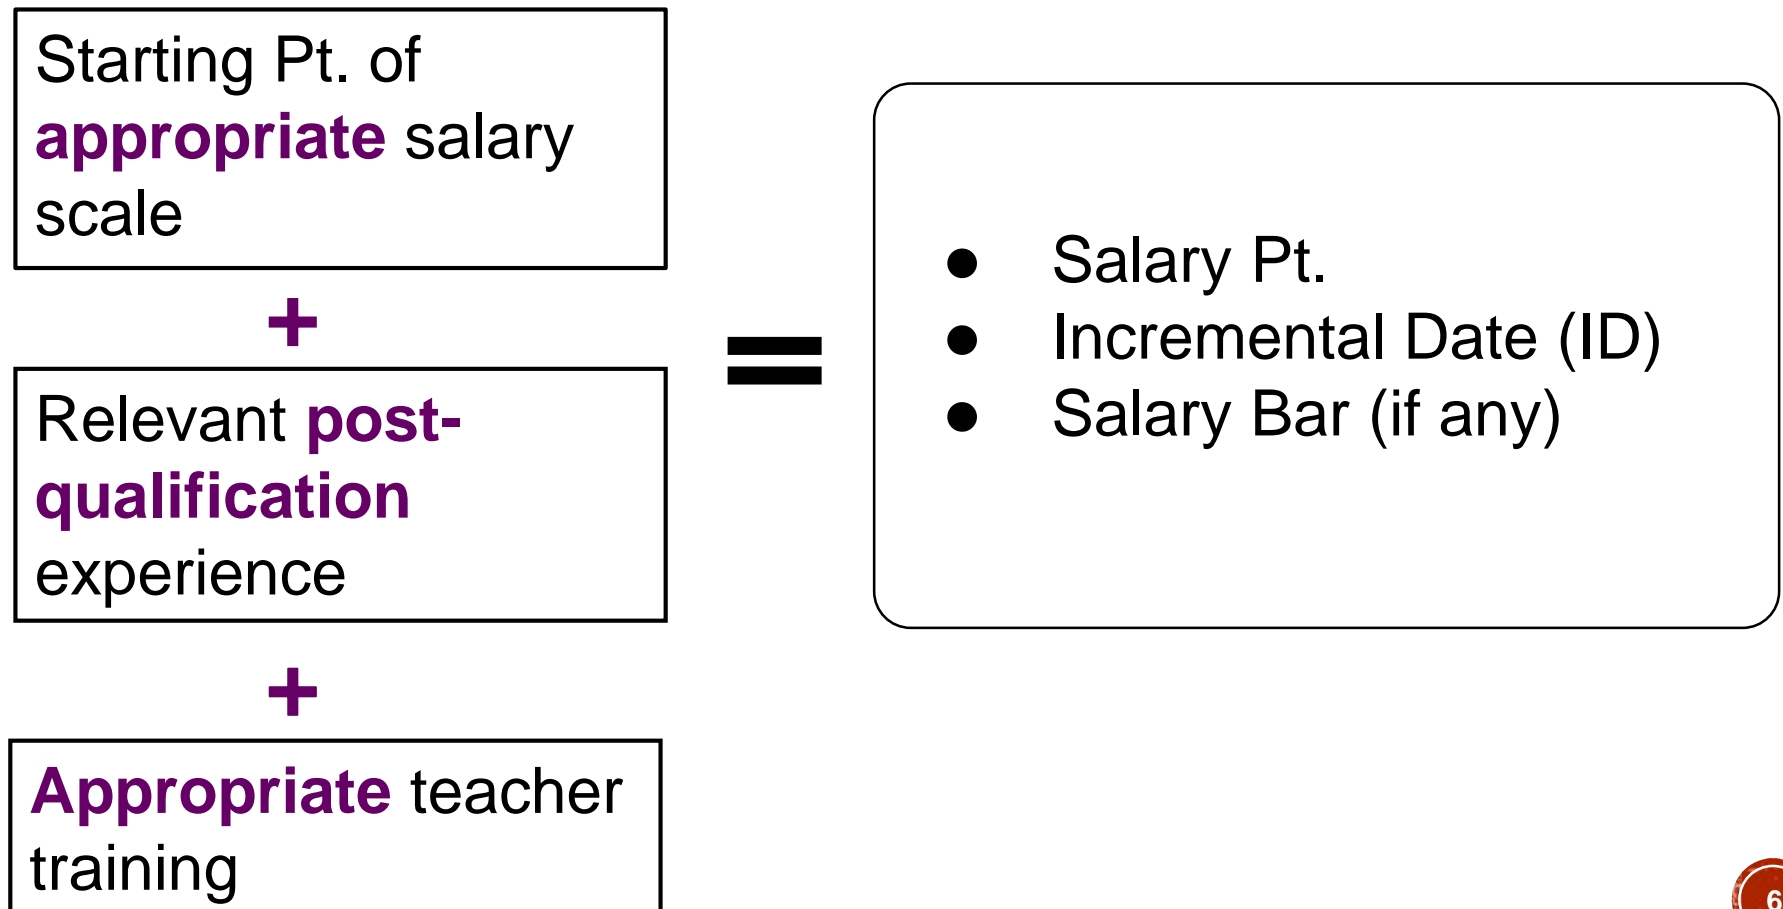 Starting Pt. of
appropriate salary
scale
+
Relevant post-
qualification
experience
+
Appropriate teacher
training
=
● Salary Pt.
● Incremental Date (ID)
● Salary Bar (if any)
6